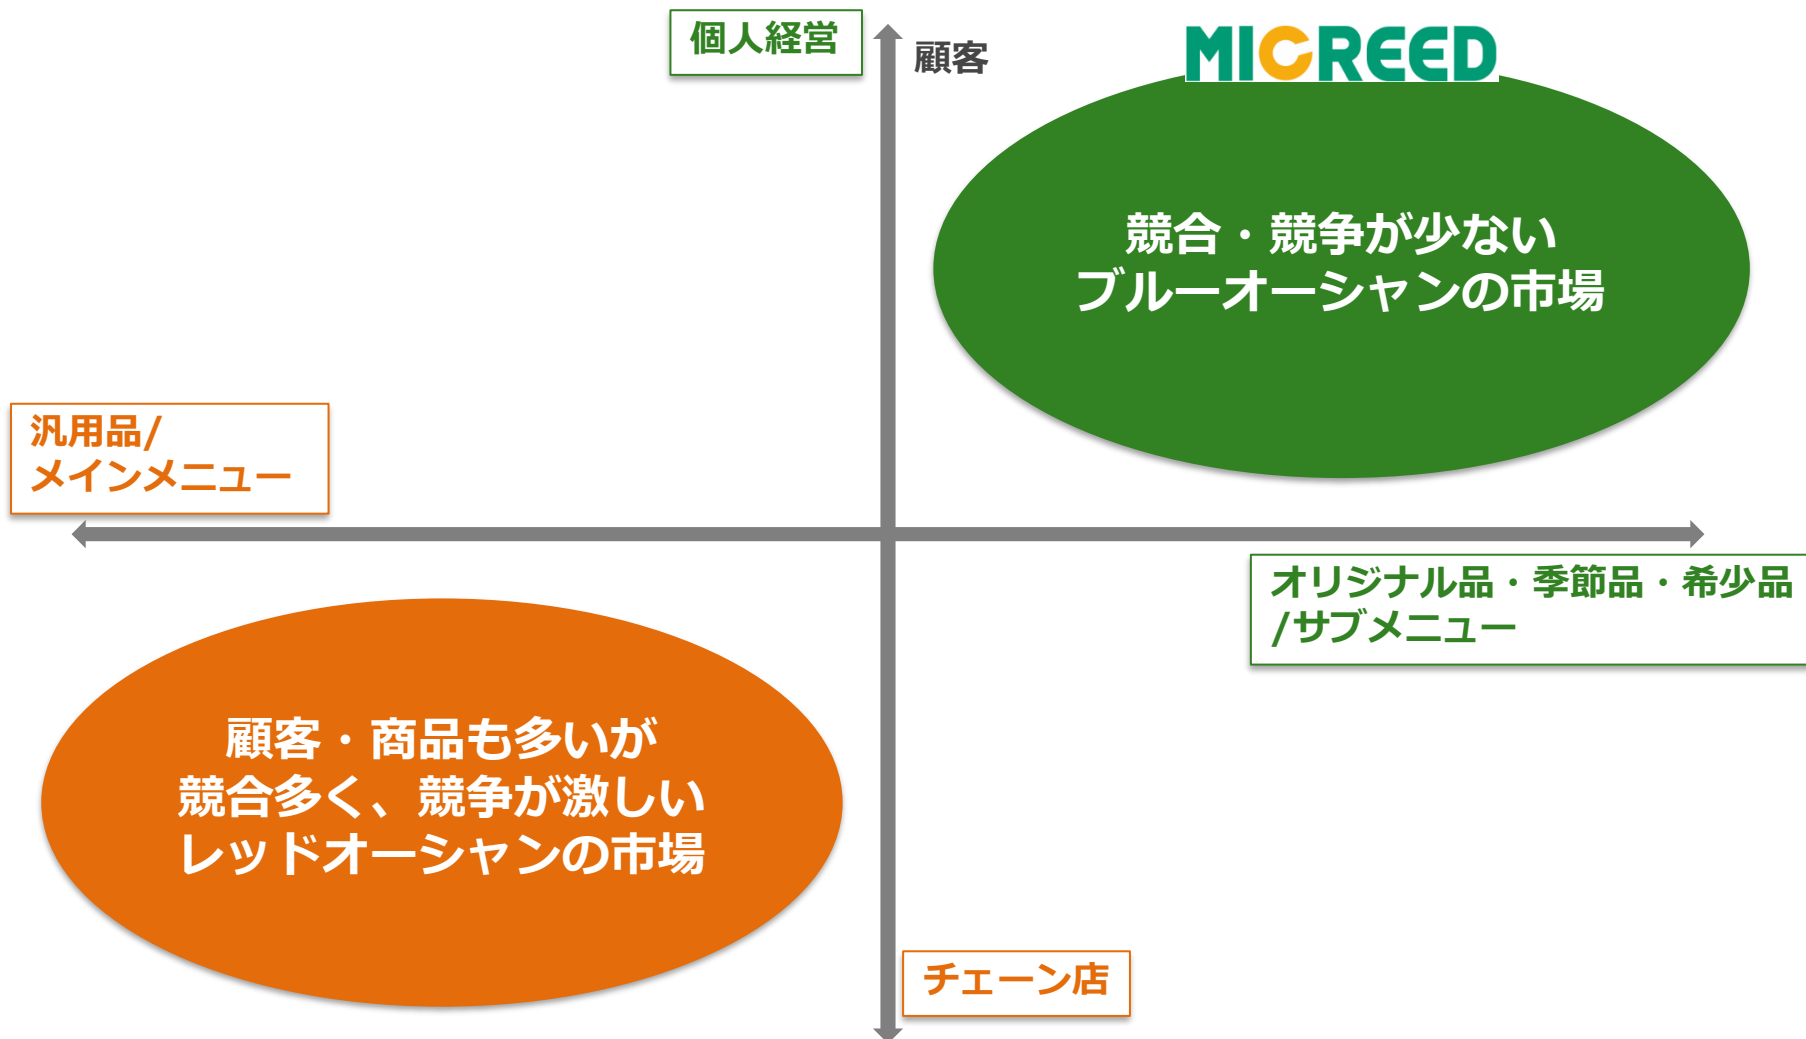 個人経営
顧客
MICREED
競合・競争が少ない
ブルーオーシャンの市場
汎用品/
メインメニュー
オリジナル品・季節品・希少品
/サブメニュー
顧客・商品も多いが
競合多く、競争が激しい
レッドオーシャンの市場
チェーン店